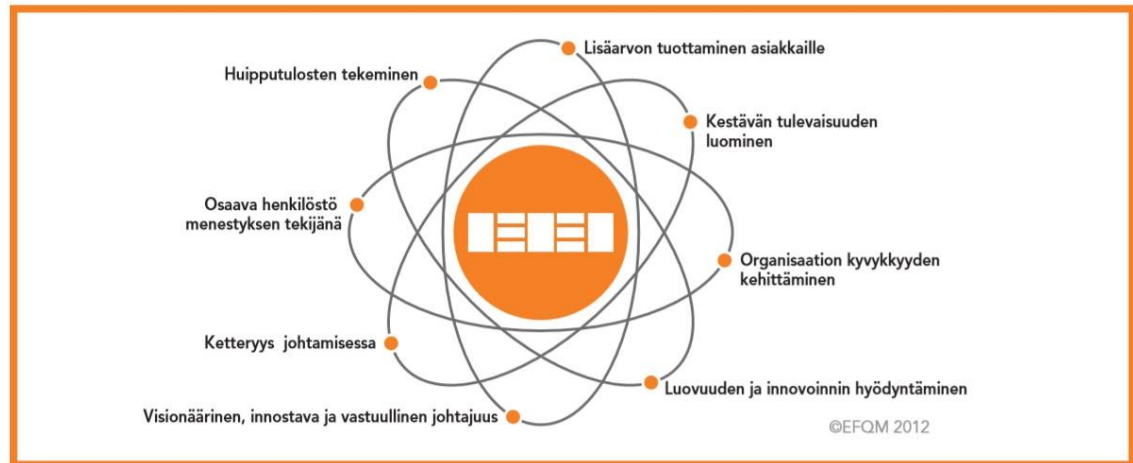 Lisäarvon tuottaminen asiakkaille
Huipputulosten tekeminen
Kestävän tulevaisuuden
luominen
Osaava henkilöstö
menestyksen tekijänä
Organisaation kyvykkyyden
kehittäminen
Ketteryys johtamisessa
Luovuuden ja innovoinnin hyödyntäminen
Visionäärinen, innostava ja vastuullinen johtajuus
©EFQM 2012